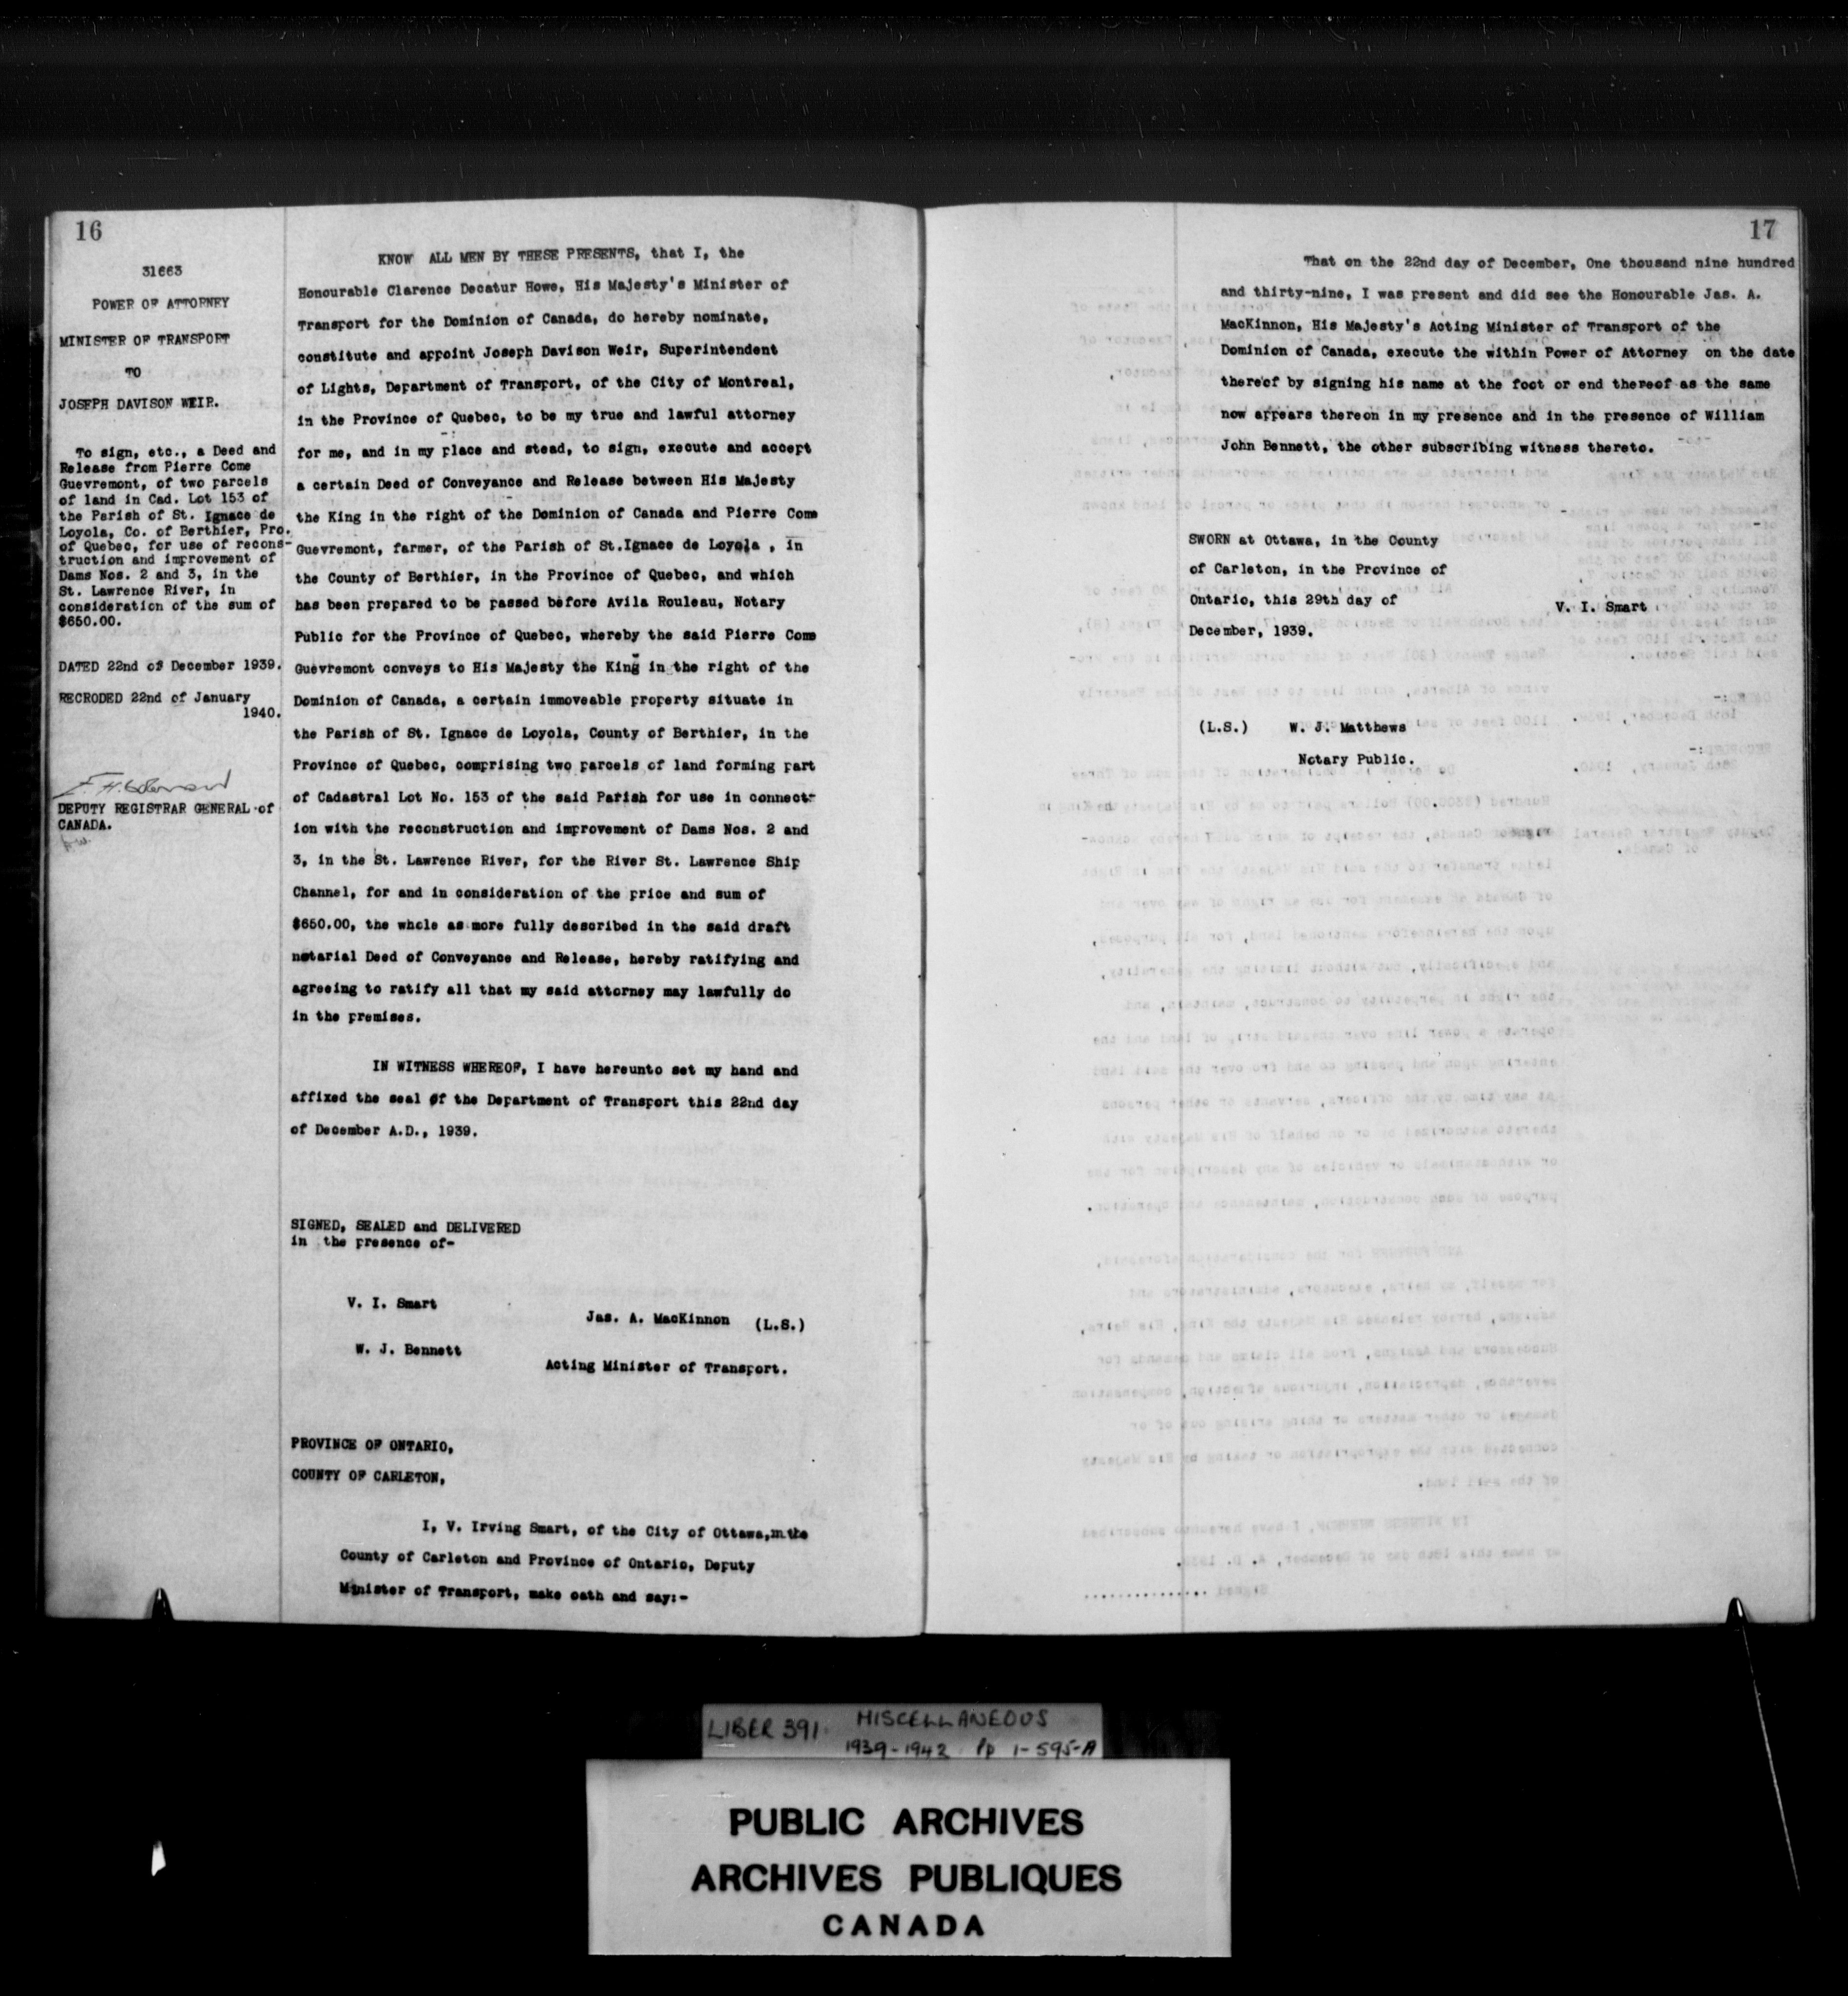 16
31663
POWER OF ATTORNEY
MINISTER OF TRANSPORT
TO
JOSEPH DAVISON WEIR.
To sign, etc., a Deed and
Release from Pierre Come
Guevremont, of two parcels
of land in Cad. Lot 153 of
the Parish of St. Ignace de
Loyola, Co. of Berthier, Pro.
of Quebec, for use of recons-
truction and improvement of
Dams Nos. 2 and 3, in the
St. Lawrence River, in
consideration of the sum of
$650.00.
DATED 22nd of December 1939.
RECRODED 22nd of January
1940.
DEPUTY REGISTRAR GENERAL of
CANADA.
KNOW ALL MEN BY THESE PRESENTS, that I, the
Honourable Clarence Decatur Howe, His Majesty's Minister of
Transport for the Dominion of Canada, do hereby nominate,
constitute and appoint Joseph Davison Weir, Superintendent
of Lights, Department of Transport, of the City of Montreal,
in the Province of Quebec, to be my true and lawful attorney
for me, and in my place and stead, to sign, execute and accept
a certain Deed of Conveyance and Release between His Majesty
the King in the right of the Dominion of Canada and Pierre Come
Guevremont, farmer, of the Parish of St.Ignace de Loyola , in
the County of Berthier, in the Province of Quebec, and which
has been prepared to be passed before Avila Rouleau, Notary
Public for the Province of Quebec, whereby the said Pierre Come
Guevremont conveys to His Majesty the King in the right of the
Dominion of Canada, a certain immoveable property situate in
the Parish of St. Ignace de Loyola, County of Berthier, in the
Province of Quebec, comprising two parcels of land forming part
of Cadastral Lot No. 153 of the said Parish for use in connect-
ion with the reconstruction and improvement of Dams Nos. 2 and
3, in the St. Lawrence River, for the River St. Lawrence Ship
Channel, for and in consideration of the price and sum of
$650.00, the whole as more fully described in the said draft
notarial Deed of Conveyance and Release, hereby ratifying and
agreeing to ratify all that my said attorney may lawfully do
in the premises.
IN WITNESS WHEREOF, I have hereunto set my hand and
affixed the seal of the Department of Transport this 22nd day
of December A.D., 1939.
SIGNED, SEALED and DELIVERED
in the presence of-
V. I. Smart
Jas. A. MacKinnon (L.S.)
W. J. Bennett
Acting Minister of Transport.
PROVINCE OF ONTARIO,
COUNTY OF CARLETON,
I, V. Irving Smart, of the City of Ottawa,in the
County of Carleton and Province of Ontario, Deputy
Minister of Transport, make oath and say:-
17
That on the 22nd day of December, One thousand nine hundred
and thirty-nine, I was present and did see the Honourable Jas. A.
MacKinnon, His Majesty's Acting Minister of Transport of the
Dominion of Canada, execute the within Power of Attorney on the date
thereof by signing his name at the foot or end thereof as the same
now appears thereon in my presence and in the presence of William
John Bennett, the other subscribing witness thereto.
SWORN at Ottawa, in the County
of Carleton, in the Province of
Ontario, this 29th day of
December, 1939.
V. I. Smart
(L.S.) W. J. Matthews
Notary Public.
LIBER 391 MISCELLANEOUS
1939-1942 Pp 1-595-A
PUBLIC ARCHIVES
ARCHIVES PUBLIQUES
CANADA